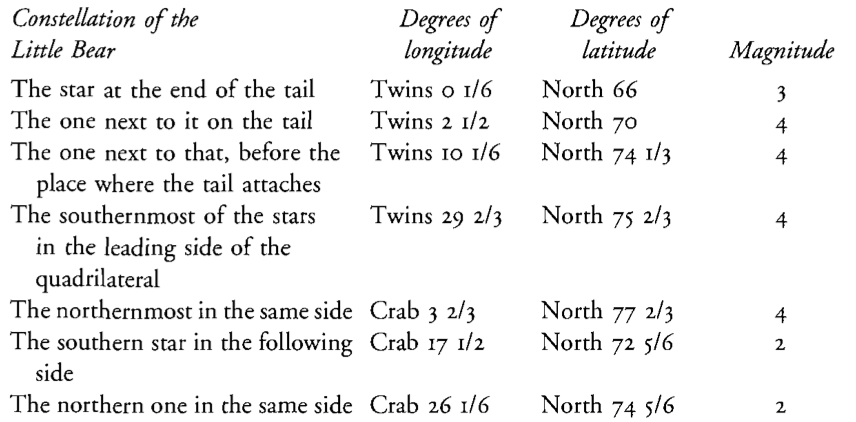 Constellation of the Degrees of Degrees of
Little Bear longitude latitude Magnitude
The star at the end of the tail Twins 0 1/6 North 66 3
The one next to it on the tail Twins 2 1/2 North 70 4
The one next to that, before the Twins 10 1/6 North 74 1/3 4
place where the tail attaches
The southernmost of the stars Twins 29 2/3 North 75 2/3 4
in the leading side of the
quadrilateral
The northernmost in the same side Crab 3 2/3 North 77 2/3 4
The southern star in the following Crab 17 1/2 North 72 5/6 2
side
The northern one in the same side Crab 26 1/6 North 74 5/6 2